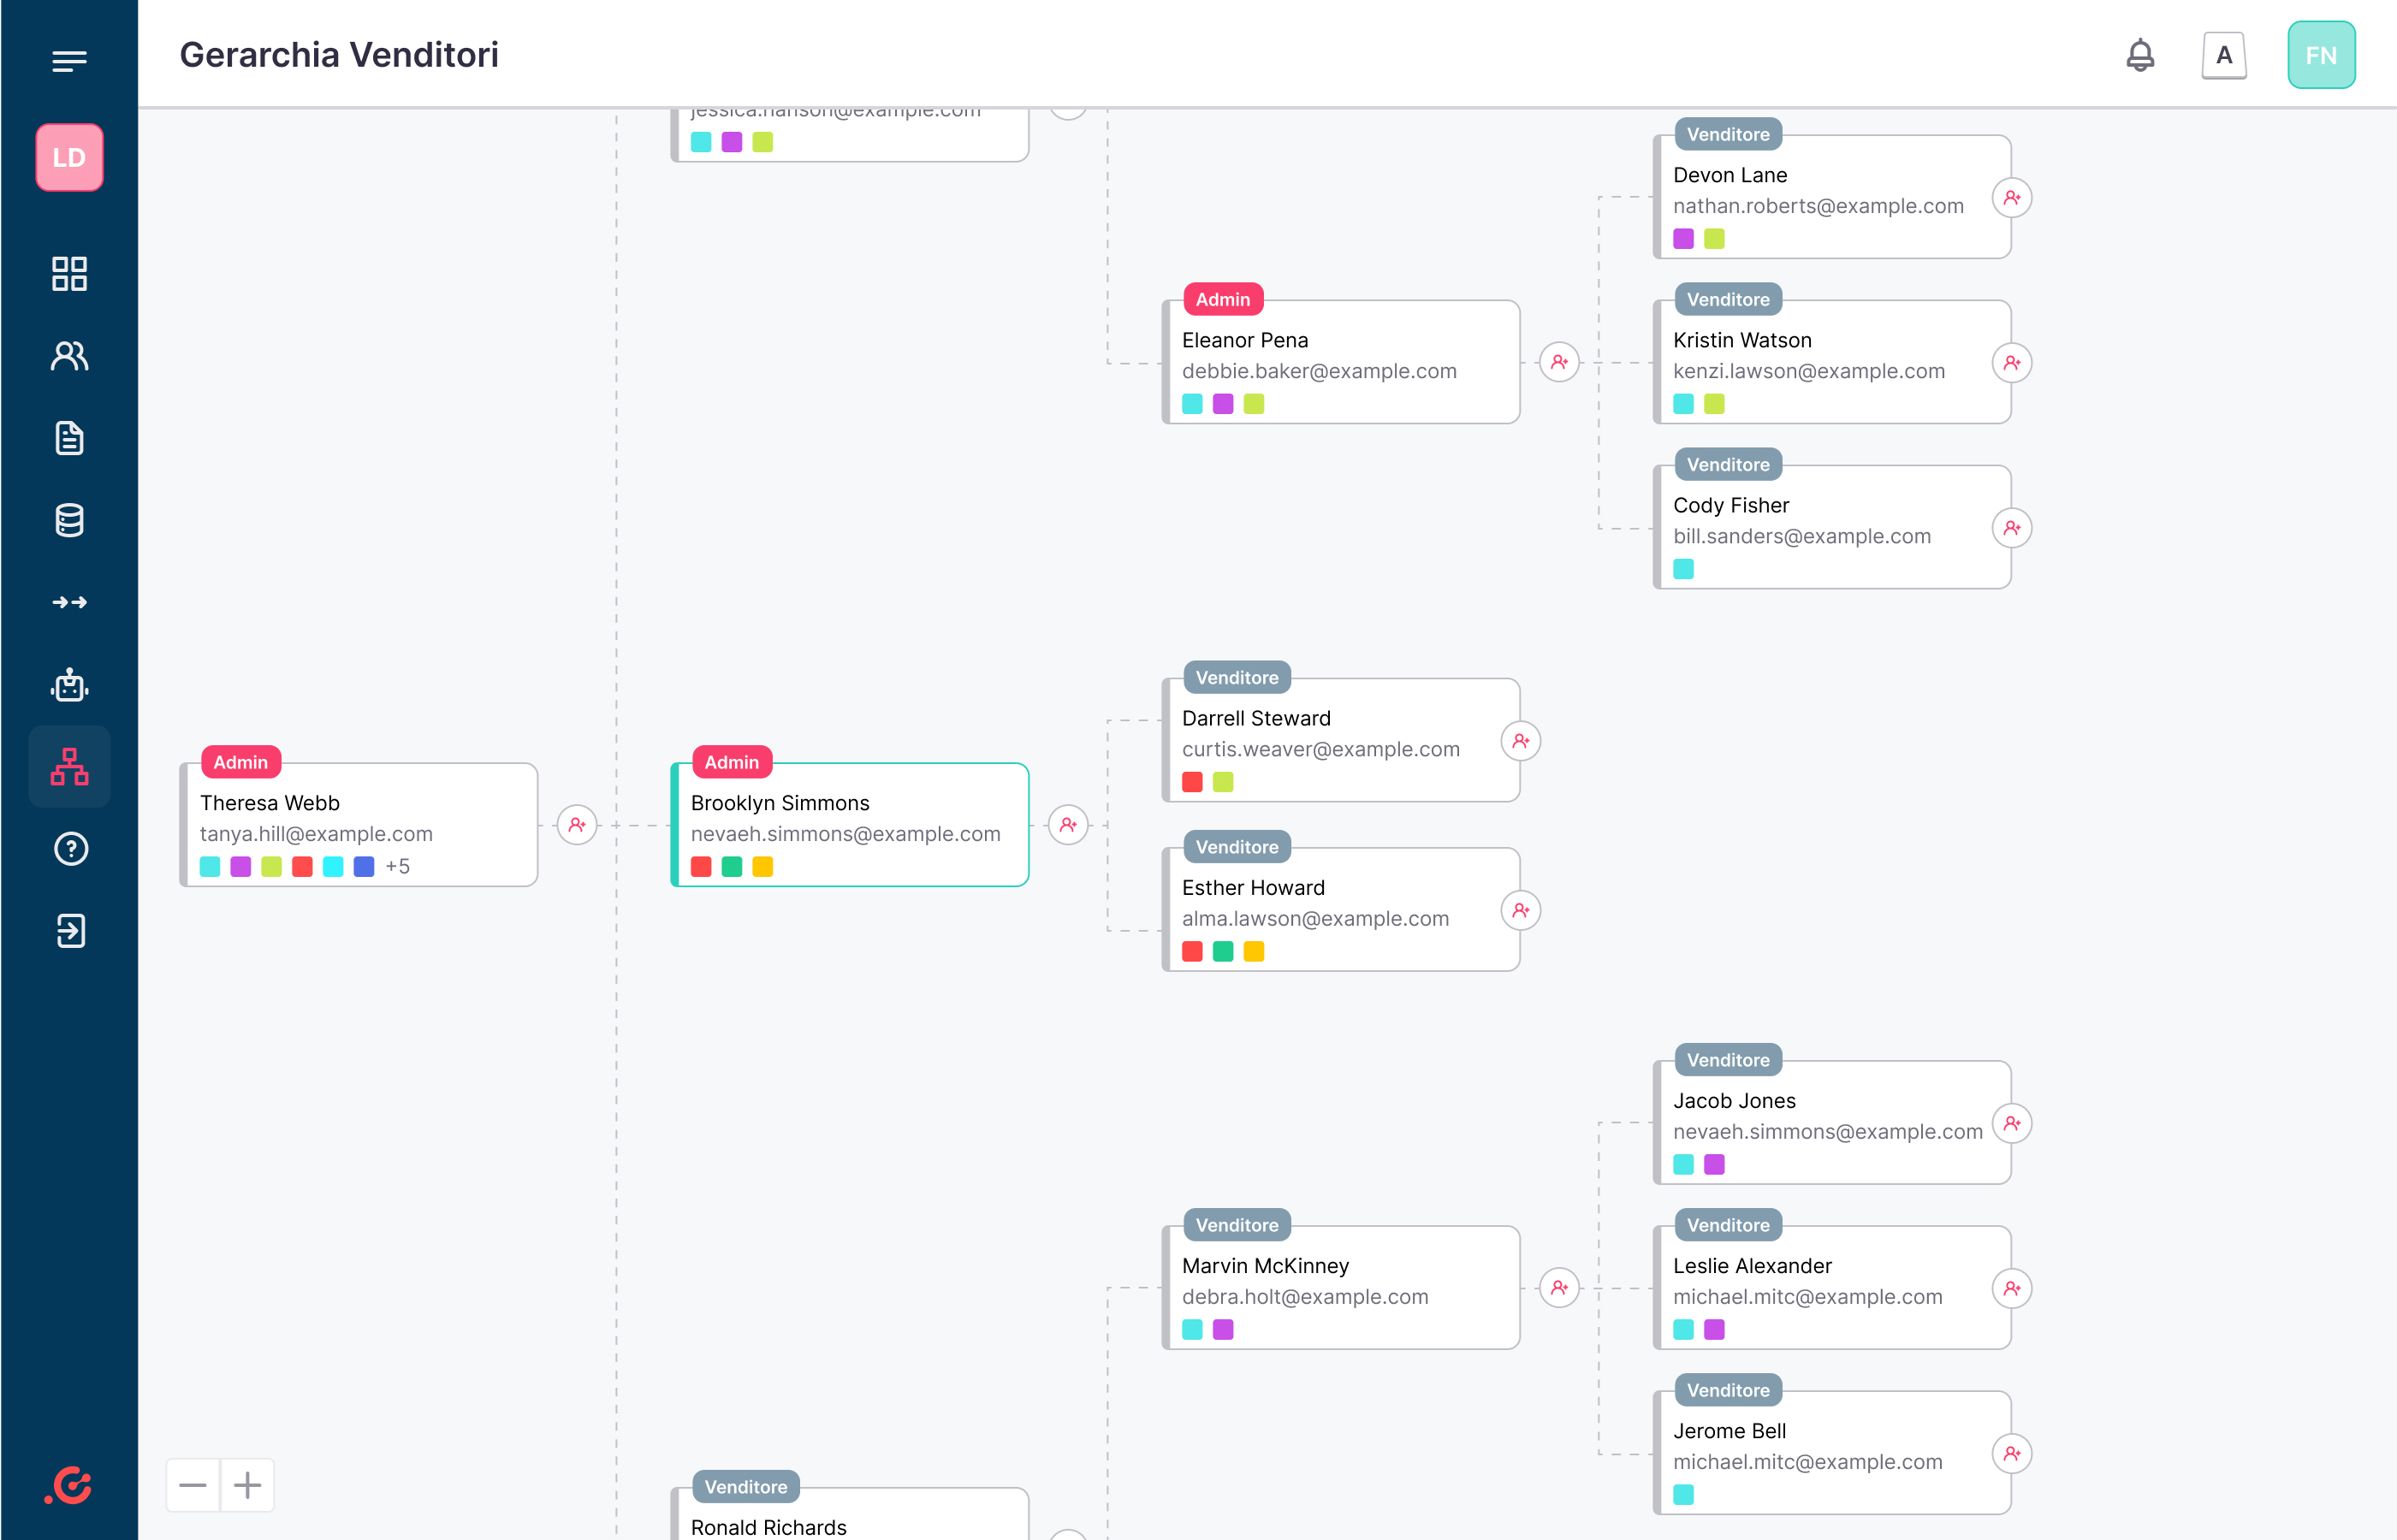 Gerarchia Venditori
A
FN
LD
jessica.hanson@example.com
Venditore
Devon Lane
nathan.roberts@example.com
Admin
Eleanor Pena
debbie.baker@example.com
Venditore
Kristin Watson
kenzi.lawson@example.com
Venditore
Cody Fisher
bill.sanders@example.com
Admin
Theresa Webb
tanya.hill@example.com
+5
Admin
Brooklyn Simmons
nevaeh.simmons@example.com
Venditore
Darrell Steward
curtis.weaver@example.com
Venditore
Esther Howard
alma.lawson@example.com
Venditore
Jacob Jones
nevaeh.simmons@example.com
Venditore
Marvin McKinney
debra.holt@example.com
Venditore
Leslie Alexander
michael.mitc@example.com
Venditore
Jerome Bell
michael.mitc@example.com
Venditore
Ronald Richards